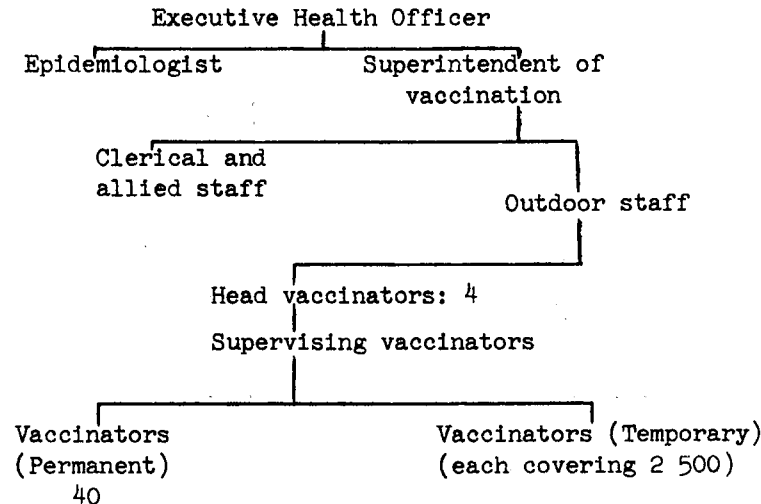 Executive Health Officer
Epidemiologist
Superintendent of
vaccination
Clerical and
allied staff
Outdoor staff
Head vaccinators: 4
Supervising vaccinators
Vaccinators
(Permanent)
40
Vaccinators (Temporary)
(each covering 2 500)